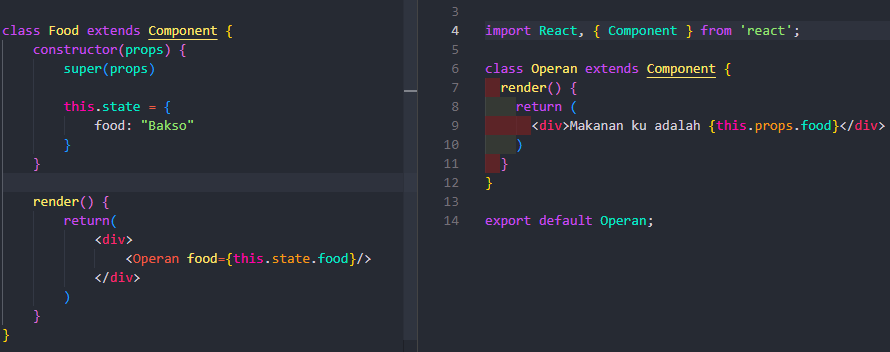 class Food extends Component {
    constructor(props) {
        super(props)

        this.state = {
            food: "Bakso"
        }
    }

    render() {
        return(
            <div>
                <Operan food={this.state.food}/>
            </div>
        )
    }
}
3
4 import React, { Component } from 'react';
5
6 class Operan extends Component {
7   render() {
8     return (
9       <div>Makanan ku adalah {this.props.food}</div>
10     )
11   }
12 }
13
14 export default Operan;